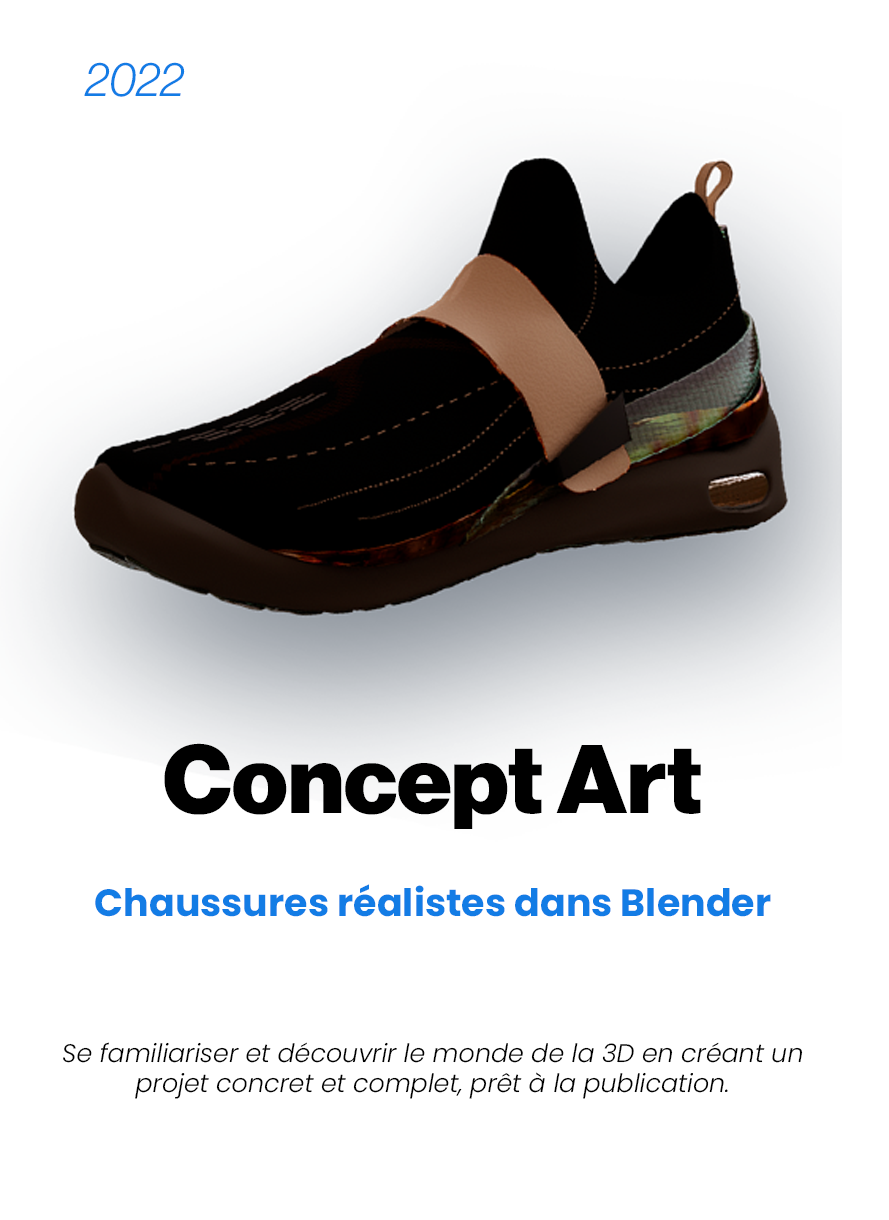 2022
Concept Art
Chaussures réalistes dans Blender
Se familiariser et découvrir le monde de la 3D en créant un
projet concret et complet, prêt à la publication.